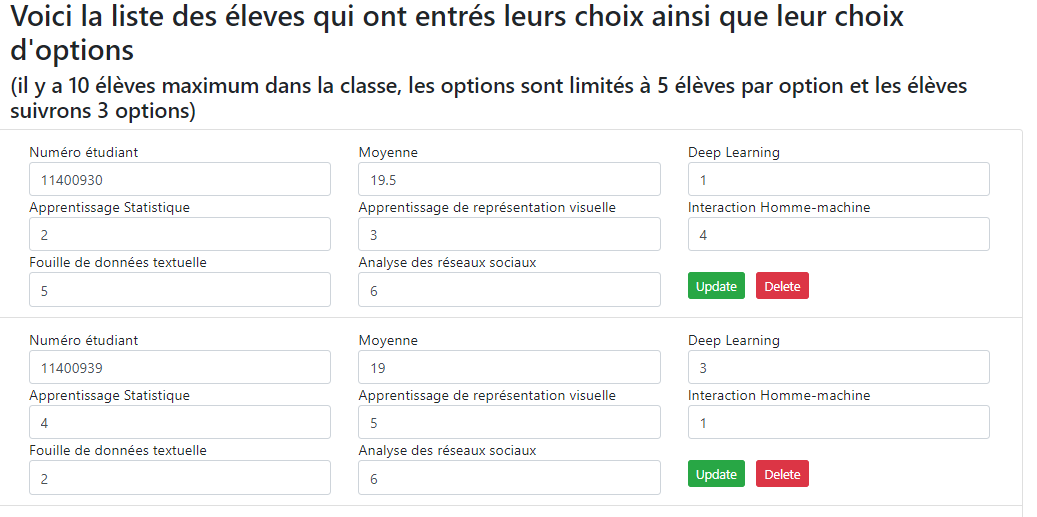 Voici la liste des éleves qui ont entrés leurs choix ainsi que leur choix
d'options
(il y a 10 élèves maximum dans la classe, les options sont limités à 5 élèves par option et les élèves
suivrons 3 options)
Numéro étudiant Moyenne Deep Learning
11400930 19.5 1
Apprentissage Statistique Apprentissage de représentation visuelle Interaction Homme-machine
2 3 4
Fouille de données textuelle Analyse des réseaux sociaux
5 6 Update Delete
Numéro étudiant Moyenne Deep Learning
11400939 19 3
Apprentissage Statistique Apprentissage de représentation visuelle Interaction Homme-machine
4 5 1
Fouille de données textuelle Analyse des réseaux sociaux
2 6 Update Delete